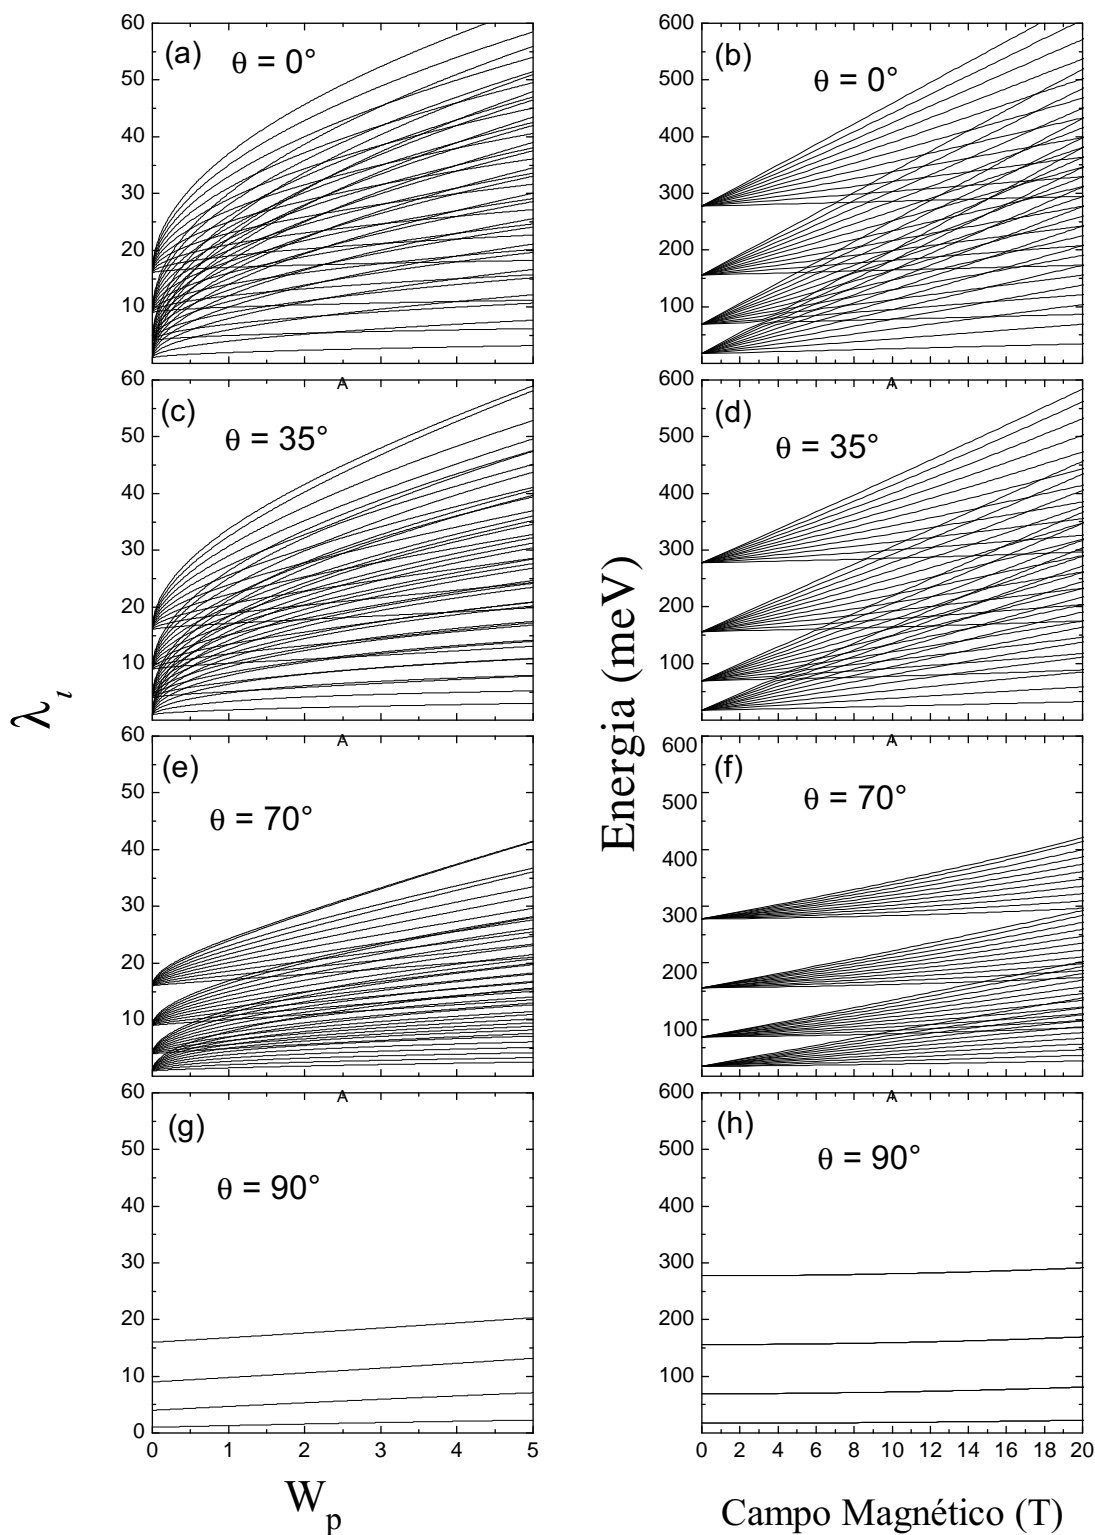 (a)
θ = 0°
60
50
40
30
20
10
(b)
θ = 0°
600
500
400
300
200
100
A
(c)
θ = 35°
60
50
40
30
20
10
A
(d)
θ = 35°
600
500
400
300
200
100
λι
Energia (meV)
A
(e)
θ = 70°
60
50
40
30
20
10
A
(f)
θ = 70°
600
500
400
300
200
100
A
(g)
θ = 90°
60
50
40
30
20
10
0
0 1 2 3 4 5
Wp
A
(h)
θ = 90°
600
500
400
300
200
100
0 2 4 6 8 10 12 14 16 18 20
Campo Magnético (T)